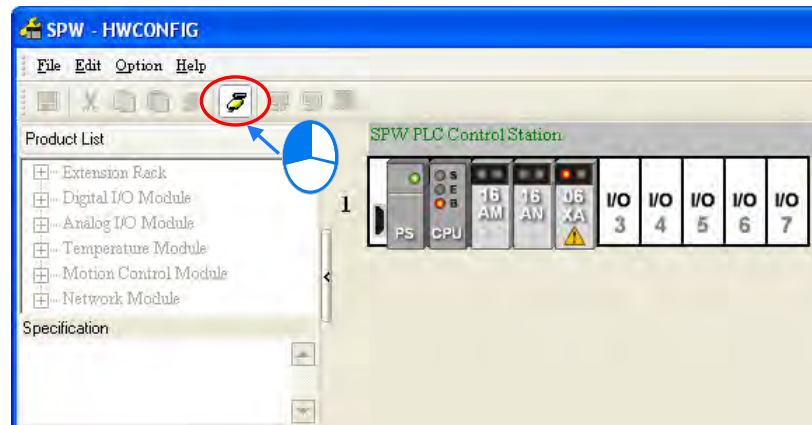 SPW - HWCONFIG
File Edit Option Help
Product List
Extension Rack
Digital I/O Module
Analog I/O Module
Temperature Module
Motion Control Module
Network Module
Specification
SPW PLC Control Station
1
PS
CPU
S
E
B
16
AM
16
AN
06
XA
I/O
3
I/O
4
I/O
5
I/O
6
I/O
7